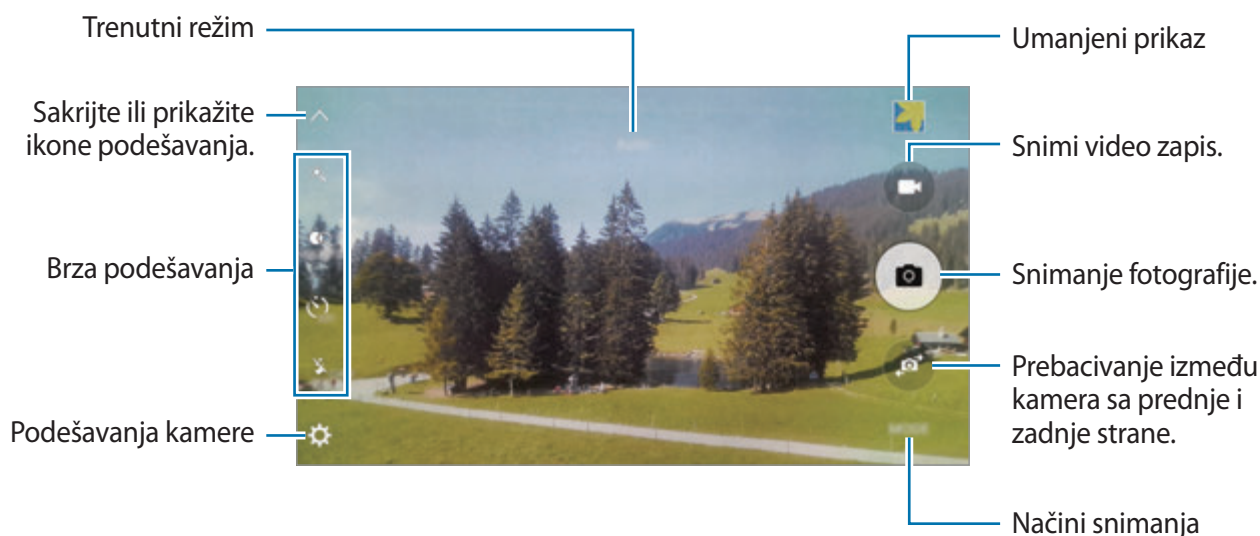 Trenutni režim
Sakrijte ili prikažite
ikone podešavanja.
Brza podešavanja
Podešavanja kamere
Umanjeni prikaz
Snimi video zapis.
Snimanje fotografije.
Prebacivanje između
kamera sa prednje i
zadnje strane.
Načini snimanja